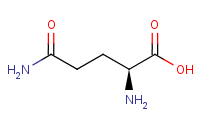 O O
H₂N OH
NH₂